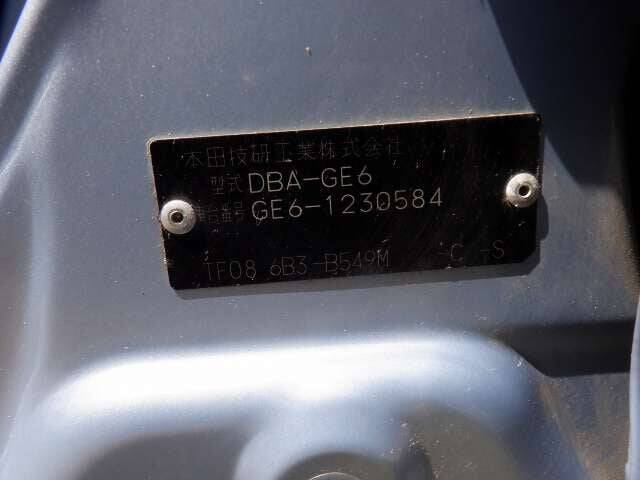 本田技研工業株式会社
型式 DBA-GE6
車台番号 GE6-1230584
TF08 6B3-B549M -C -S